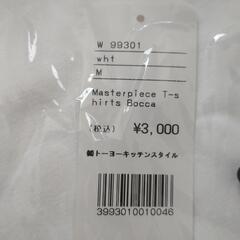 W 99301
wht
M
Masterpiece T-s
hirts Bocca
(税込) ¥3,000
㈱トーヨーキッチンスタイル
3993010010046